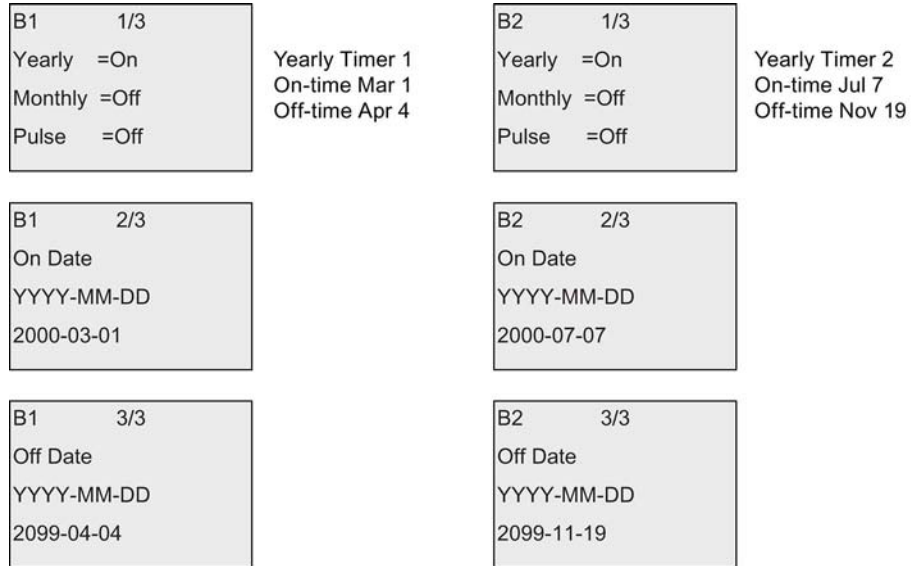 B1 1/3
Yearly =On
Monthly =Off
Pulse =Off
Yearly Timer 1
On-time Mar 1
Off-time Apr 4
B2 1/3
Yearly =On
Monthly =Off
Pulse =Off
Yearly Timer 2
On-time Jul 7
Off-time Nov 19
B1 2/3
On Date
YYYY-MM-DD
2000-03-01
B2 2/3
On Date
YYYY-MM-DD
2000-07-07
B1 3/3
Off Date
YYYY-MM-DD
2099-04-04
B2 3/3
Off Date
YYYY-MM-DD
2099-11-19